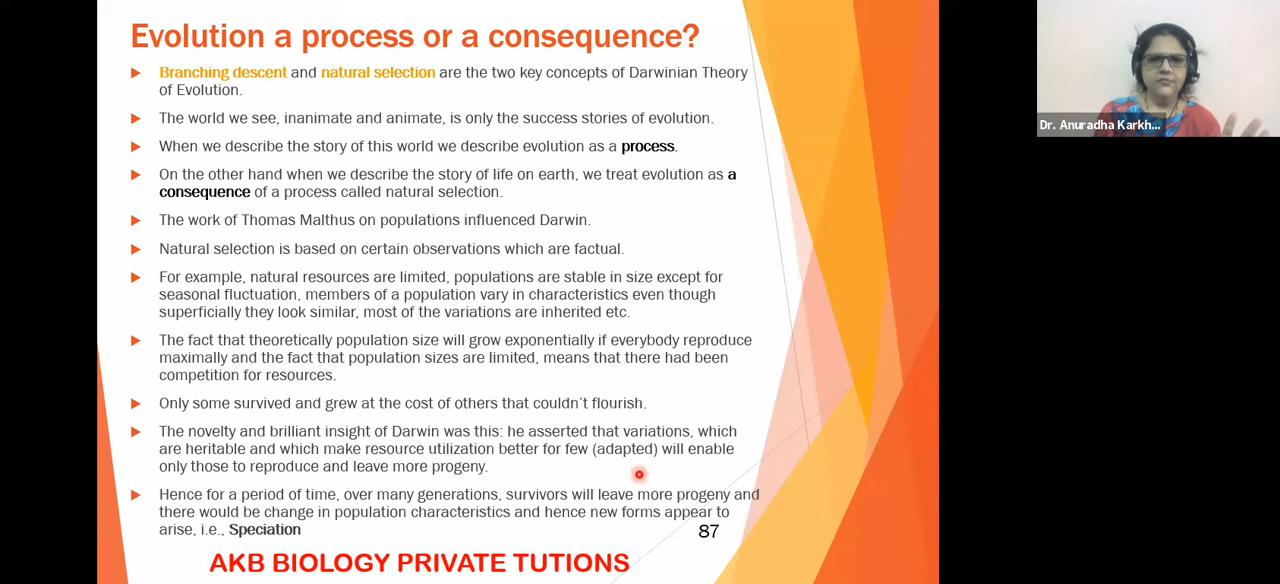 Evolution a process or a consequence?
Branching descent and natural selection are the two key concepts of Darwinian Theory
of Evolution.
The world we see, inanimate and animate, is only the success stories of evolution.
When we describe the story of this world we describe evolution as a process.
On the other hand when we describe the story of life on earth, we treat evolution as a
consequence of a process called natural selection.
The work of Thomas Malthus on populations influenced Darwin.
Natural selection is based on certain observations which are factual.
For example, natural resources are limited, populations are stable in size except for
seasonal fluctuation, members of a population vary in characteristics even though
superficially they look similar, most of the variations are inherited etc.
The fact that theoretically population size will grow exponentially if everybody reproduce
maximally and the fact that population sizes are limited, means that there had been
competition for resources.
Only some survived and grew at the cost of others that couldn't flourish.
The novelty and brilliant insight of Darwin was this: he asserted that variations, which
are heritable and which make resource utilization better for few (adapted) will enable
only those to reproduce and leave more progeny.
Hence for a period of time, over many generations, survivors will leave more progeny and
there would be change in population characteristics and hence new forms appear to
arise, i.e., Speciation
87
AKB BIOLOGY PRIVATE TUTIONS
Dr. Anuradha Karkh...